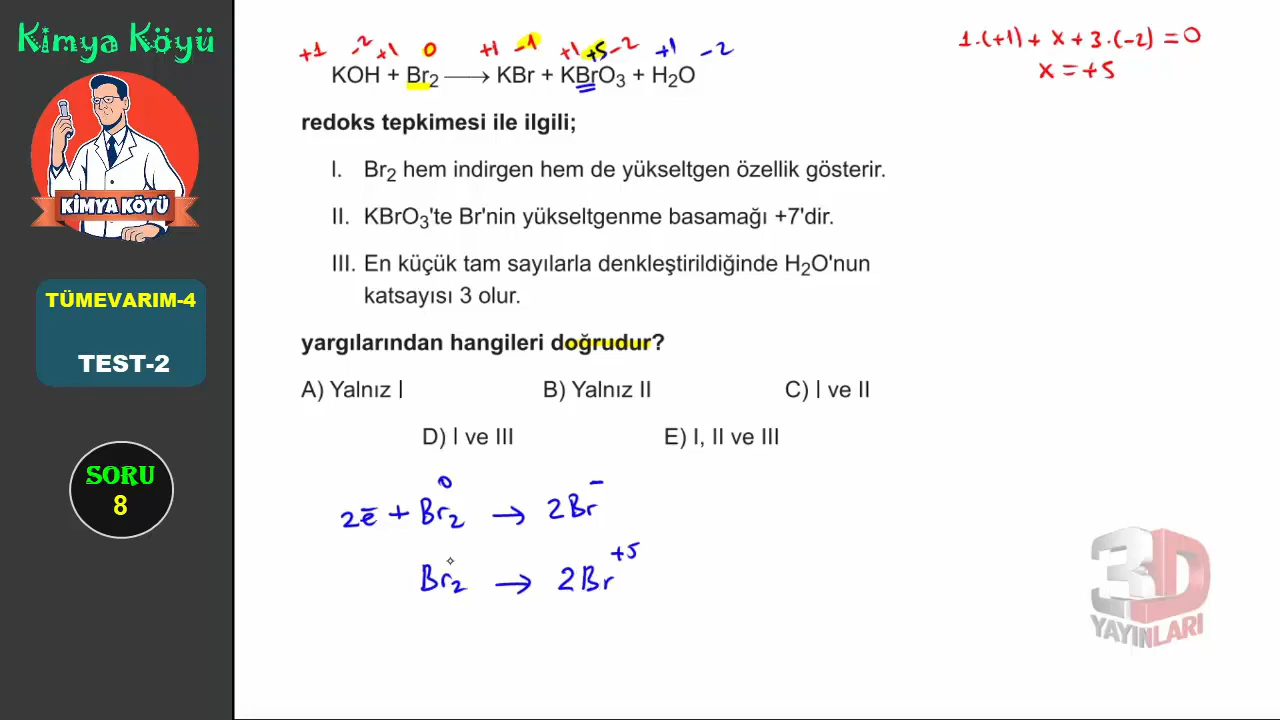 Kimya Köyü
KİMYA KÖYÜ
TÜMEVARIM-4
TEST-2
SORU
8
+1 -2 +1 0 +1 -1 +1 +5 -2 +1 -2
KOH + Br₂ ⟶ KBr + KBrO₃ + H₂O
1.(+1) + x + 3.(-2) = 0
x = +5
redoks tepkimesi ile ilgili;
I. Br₂ hem indirgen hem de yükseltgen özellik gösterir.
II. KBrO₃'te Br'nin yükseltgenme basamağı +7'dir.
III. En küçük tam sayılarla denkleştirildiğinde H₂O'nun
katsayısı 3 olur.
yargılarından hangileri doğrudur?
A) Yalnız I B) Yalnız II C) I ve II
D) I ve III E) I, II ve III
2e⁻ + Br₂⁰ → 2Br⁻
Br₂⁰ → 2Br⁺⁵
3D
YAYINLARI